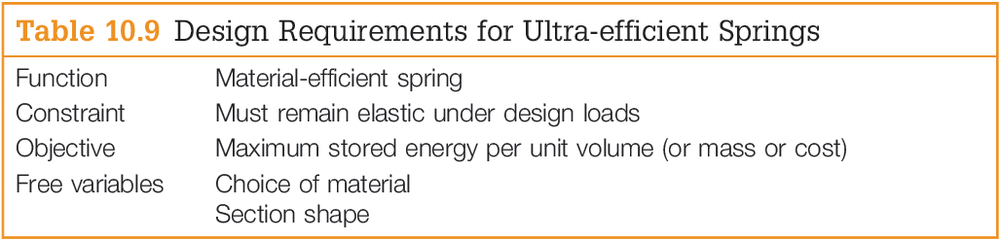 Table 10.9 Design Requirements for Ultra-efficient Springs
Function Material-efficient spring
Constraint Must remain elastic under design loads
Objective Maximum stored energy per unit volume (or mass or cost)
Free variables Choice of material
Section shape